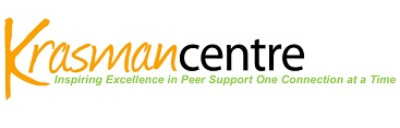 Krasmancentre
Inspiring Excellence in Peer Support One Connection at a Time